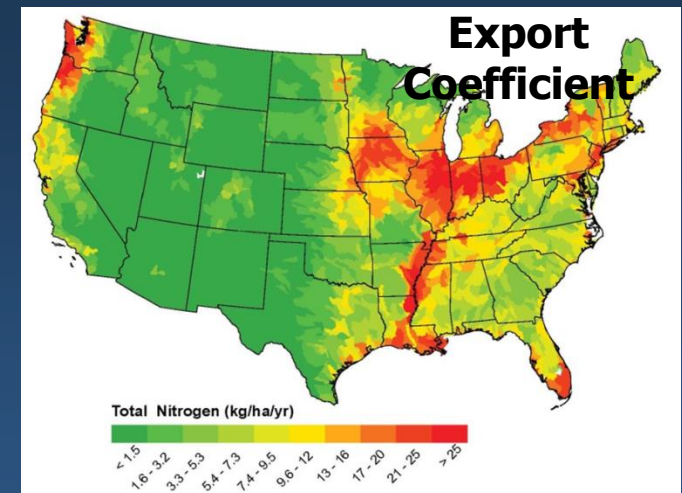 Export
Coefficient
Total Nitrogen (kg/ha/yr)
< 1.5
1.6 - 3.2
3.3 - 5.3
5.4 - 7.3
7.4 - 9.5
9.6 - 12
13 - 16
17 - 20
21 - 25
> 25